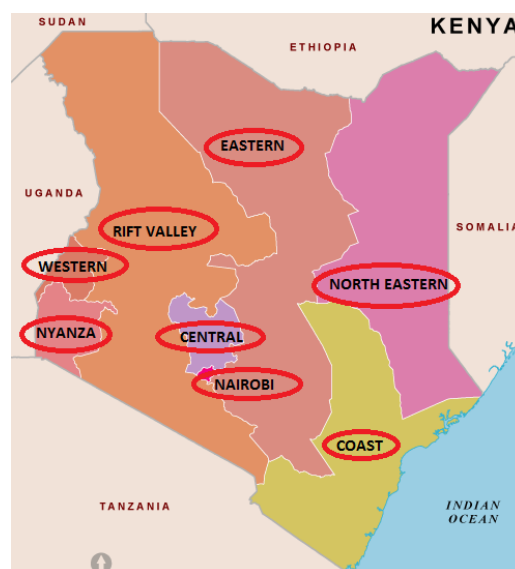 SUDAN
KENYA
ETHIOPIA
EASTERN
UGANDA
RIFT VALLEY
SOMALIA
WESTERN
NORTH EASTERN
NYANZA
CENTRAL
NAIROBI
COAST
TANZANIA
INDIAN
OCEAN